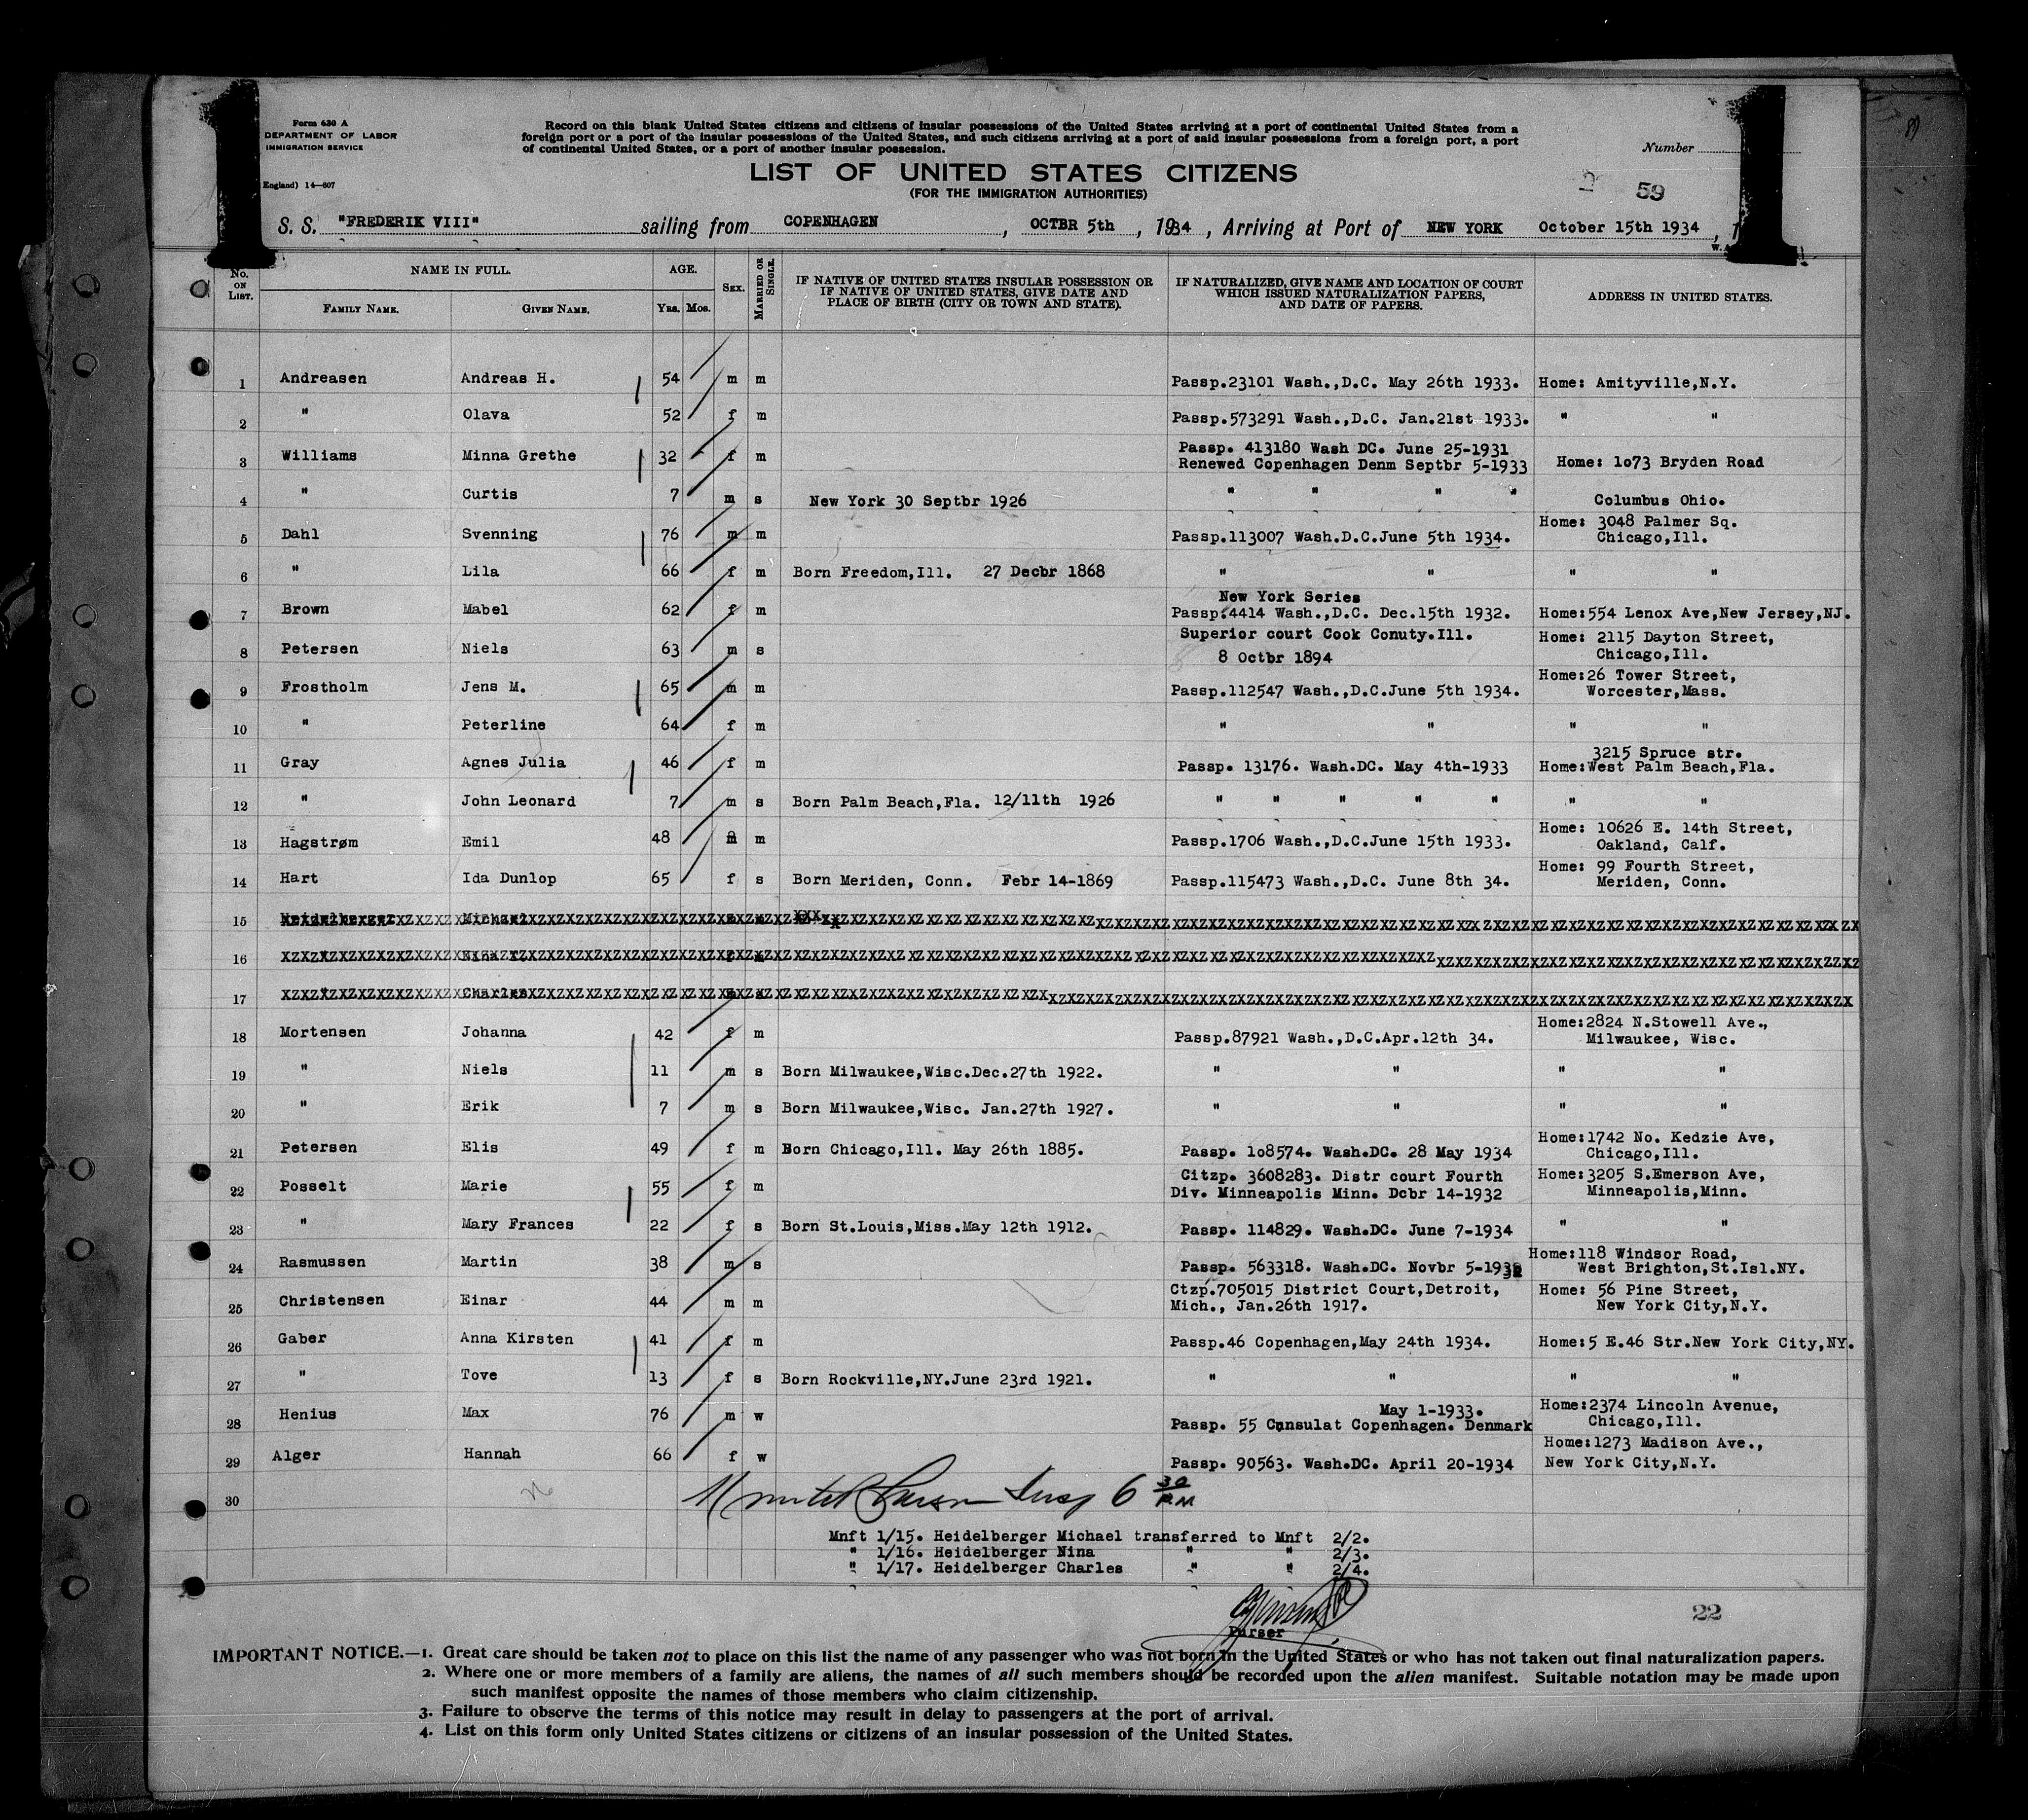 Form 630 A
DEPARTMENT OF LABOR
IMMIGRATION SERVICE
England) 14—607
Record on this blank United States citizens and citizens of insular possessions of the United States arriving at a port of continental United States from a
foreign port or a port of the insular possessions of the United States, and such citizens arriving at a port of said insular possessions from a foreign port, a port
of continental United States, or a port of another insular possession.
Number
LIST OF UNITED STATES CITIZENS
(FOR THE IMMIGRATION AUTHORITIES)
59
S. S. "FREDERIK VIII" sailing from COPENHAGEN, OCTBR 5th, 1934, Arriving at Port of NEW YORK October 15th 1934
No. ON LIST. NAME IN FULL. AGE. SEX. MARRIED OR SINGLE. IF NATIVE OF UNITED STATES INSULAR POSSESSION OR IF NATIVE OF UNITED STATES, GIVE DATE AND PLACE OF BIRTH (CITY OR TOWN AND STATE). IF NATURALIZED, GIVE NAME AND LOCATION OF COURT WHICH ISSUED NATURALIZATION PAPERS, AND DATE OF PAPERS. ADDRESS IN UNITED STATES.
FAMILY NAME. GIVEN NAME. YRS. MOS.
1 Andreasen Andreas H. 54 m m Passp.23101 Wash.,D.C. May 26th 1933. Home: Amityville,N.Y.
2 " Olava 52 f m Passp.573291 Wash.,D.C. Jan.21st 1933. " "
3 Williams Minna Grethe 32 f m Passp. 413180 Wash DC. June 25-1931
Renewed Copenhagen Denm Septbr 5-1933 Home: 1o73 Bryden Road
4 " Curtis 7 m s New York 30 Septbr 1926 " " " " Columbus Ohio.
5 Dahl Svenning 76 m m Passp.113007 Wash.D.C.June 5th 1934. Home: 3048 Palmer Sq.
Chicago,Ill.
6 " Lila 66 f m Born Freedom,Ill. 27 Decbr 1868 " " " "
New York Series
7 Brown Mabel 62 f m Passp.4414 Wash.,D.C. Dec.15th 1932. Home:554 Lenox Ave,New Jersey,NJ.
8 Petersen Niels 63 m s Superior court Cook Conuty.Ill.
8 Octbr 1894 Home: 2115 Dayton Street,
Chicago,Ill.
9 Frostholm Jens M. 65 m m Passp.112547 Wash.,D.C.June 5th 1934. Home:26 Tower Street,
Worcester,Mass.
10 " Peterline 64 f m " " " "
11 Gray Agnes Julia 46 f m Passp. 13176. Wash.DC. May 4th-1933 3215 Spruce str.
Home:West Palm Beach,Fla.
12 " John Leonard 7 m s Born Palm Beach,Fla. 12/11th 1926 " " " " " " "
13 Hagstrøm Emil 48 m m Passp.1706 Wash.,D.C.June 15th 1933. Home: 10626 E. 14th Street,
Oakland, Calf.
14 Hart Ida Dunlop 65 f s Born Meriden, Conn. Febr 14-1869 Passp.115473 Wash.,D.C. June 8th 34. Home: 99 Fourth Street,
Meriden, Conn.
15 Heidelberger Michael
16 Nina
17 Charles
18 Mortensen Johanna 42 f m Passp.87921 Wash.,D.C.Apr.12th 34. Home:2824 N.Stowell Ave.,
Milwaukee, Wisc.
19 " Niels 11 m s Born Milwaukee,Wisc.Dec.27th 1922. " " " "
20 " Erik 7 m s Born Milwaukee,Wisc. Jan.27th 1927. " " " "
21 Petersen Elis 49 f m Born Chicago,Ill. May 26th 1885. Passp. 1o8574. Wash.DC. 28 May 1934 Home:1742 No. Kedzie Ave,
Chicago,Ill.
22 Posselt Marie 55 f m Citzp. 3608283. Distr court Fourth
Div. Minneapolis Minn. Dcbr 14-1932 Home:3205 S.Emerson Ave,
Minneapolis,Minn.
23 " Mary Frances 22 f s Born St.Louis,Miss.May 12th 1912. Passp. 114829. Wash.DC. June 7-1934 " "
24 Rasmussen Martin 38 m s Passp. 563318. Wash.DC. Novbr 5-1932 Home:118 Windsor Road,
West Brighton,St.Isl.NY.
25 Christensen Einar 44 m m Ctzp.705015 District Court,Detroit,
Mich., Jan.26th 1917. Home: 56 Pine Street,
New York City,N.Y.
26 Gaber Anna Kirsten 41 f m Passp.46 Copenhagen,May 24th 1934. Home:5 E.46 Str.New York City,NY.
27 " Tove 13 f s Born Rockville,NY.June 23rd 1921. " " " "
28 Henius Max 76 m w May 1-1933.
Passp. 55 Consulat Copenhagen. Denmark Home:2374 Lincoln Avenue,
Chicago,Ill.
29 Alger Hannah 66 f w Passp. 90563. Wash.DC. April 20-1934 Home:1273 Madison Ave.,
New York City,N.Y.
30 6 30 PM
Mnft 1/15. Heidelberger Michael transferred to Mnft 2/2.
" 1/16. Heidelberger Nina " " 2/3.
" 1/17. Heidelberger Charles " " 2/4.
Purser
22
IMPORTANT NOTICE.—1. Great care should be taken not to place on this list the name of any passenger who was not born in the United States or who has not taken out final naturalization papers.
2. Where one or more members of a family are aliens, the names of all such members should be recorded upon the alien manifest. Suitable notation may be made upon
such manifest opposite the names of those members who claim citizenship.
3. Failure to observe the terms of this notice may result in delay to passengers at the port of arrival.
4. List on this form only United States citizens or citizens of an insular possession of the United States.